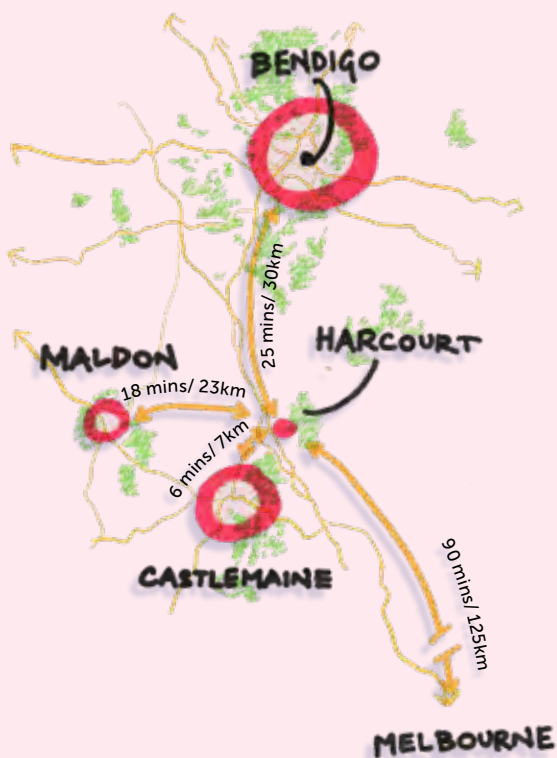 BENDIGO
25 mins/ 30km
HARCOURT
MALDON
18 mins/ 23km
6 mins/ 7km
CASTLEMAINE
90 mins/ 125km
MELBOURNE